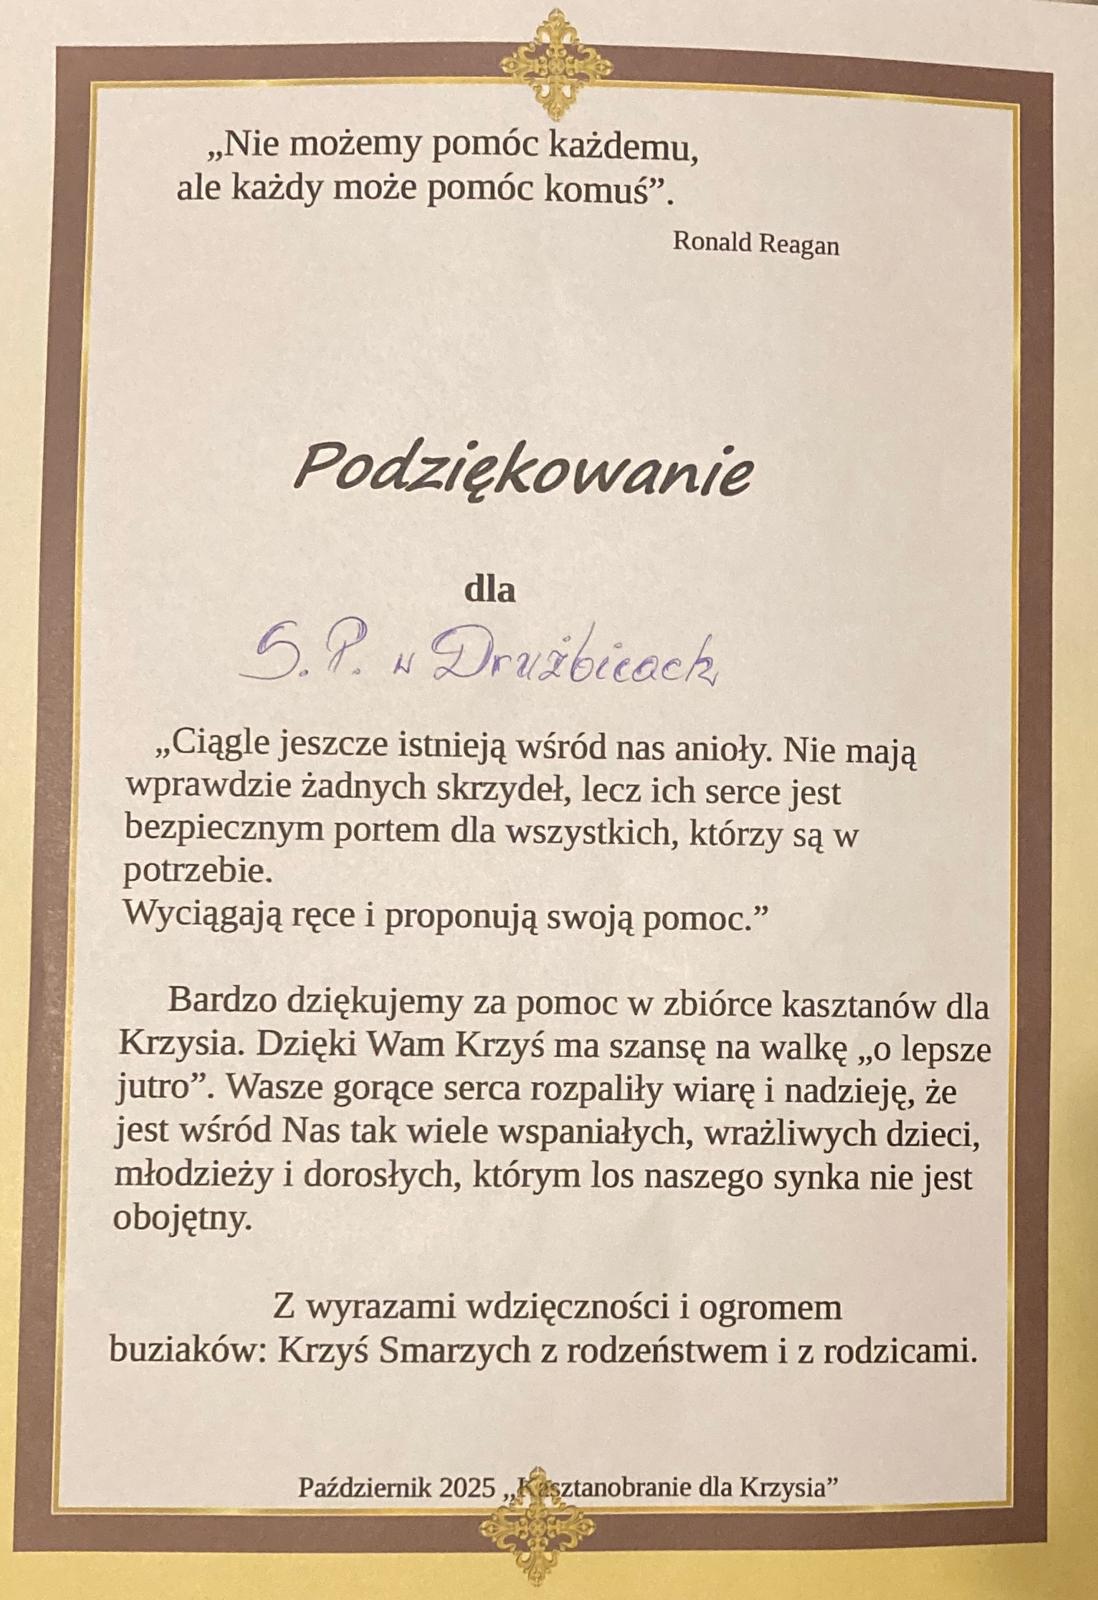 „Nie możemy pomóc każdemu,
ale każdy może pomóc komuś”.
Ronald Reagan
Podziękowanie
dla
S. P. w Drużbicach
„Ciągle jeszcze istnieją wśród nas anioły. Nie mają
wprawdzie żadnych skrzydeł, lecz ich serce jest
bezpiecznym portem dla wszystkich, którzy są w
potrzebie.
Wyciągają ręce i proponują swoją pomoc.”
Bardzo dziękujemy za pomoc w zbiórce kasztanów dla
Krzysia. Dzięki Wam Krzyś ma szansę na walkę „o lepsze
jutro”. Wasze gorące serca rozpaliły wiarę i nadzieję, że
jest wśród Nas tak wiele wspaniałych, wrażliwych dzieci,
młodzieży i dorosłych, którym los naszego synka nie jest
obojętny.
Z wyrazami wdzięczności i ogromem
buziaków: Krzyś Smarzych z rodzeństwem i z rodzicami.
Październik 2025 „Kasztanobranie dla Krzysia”